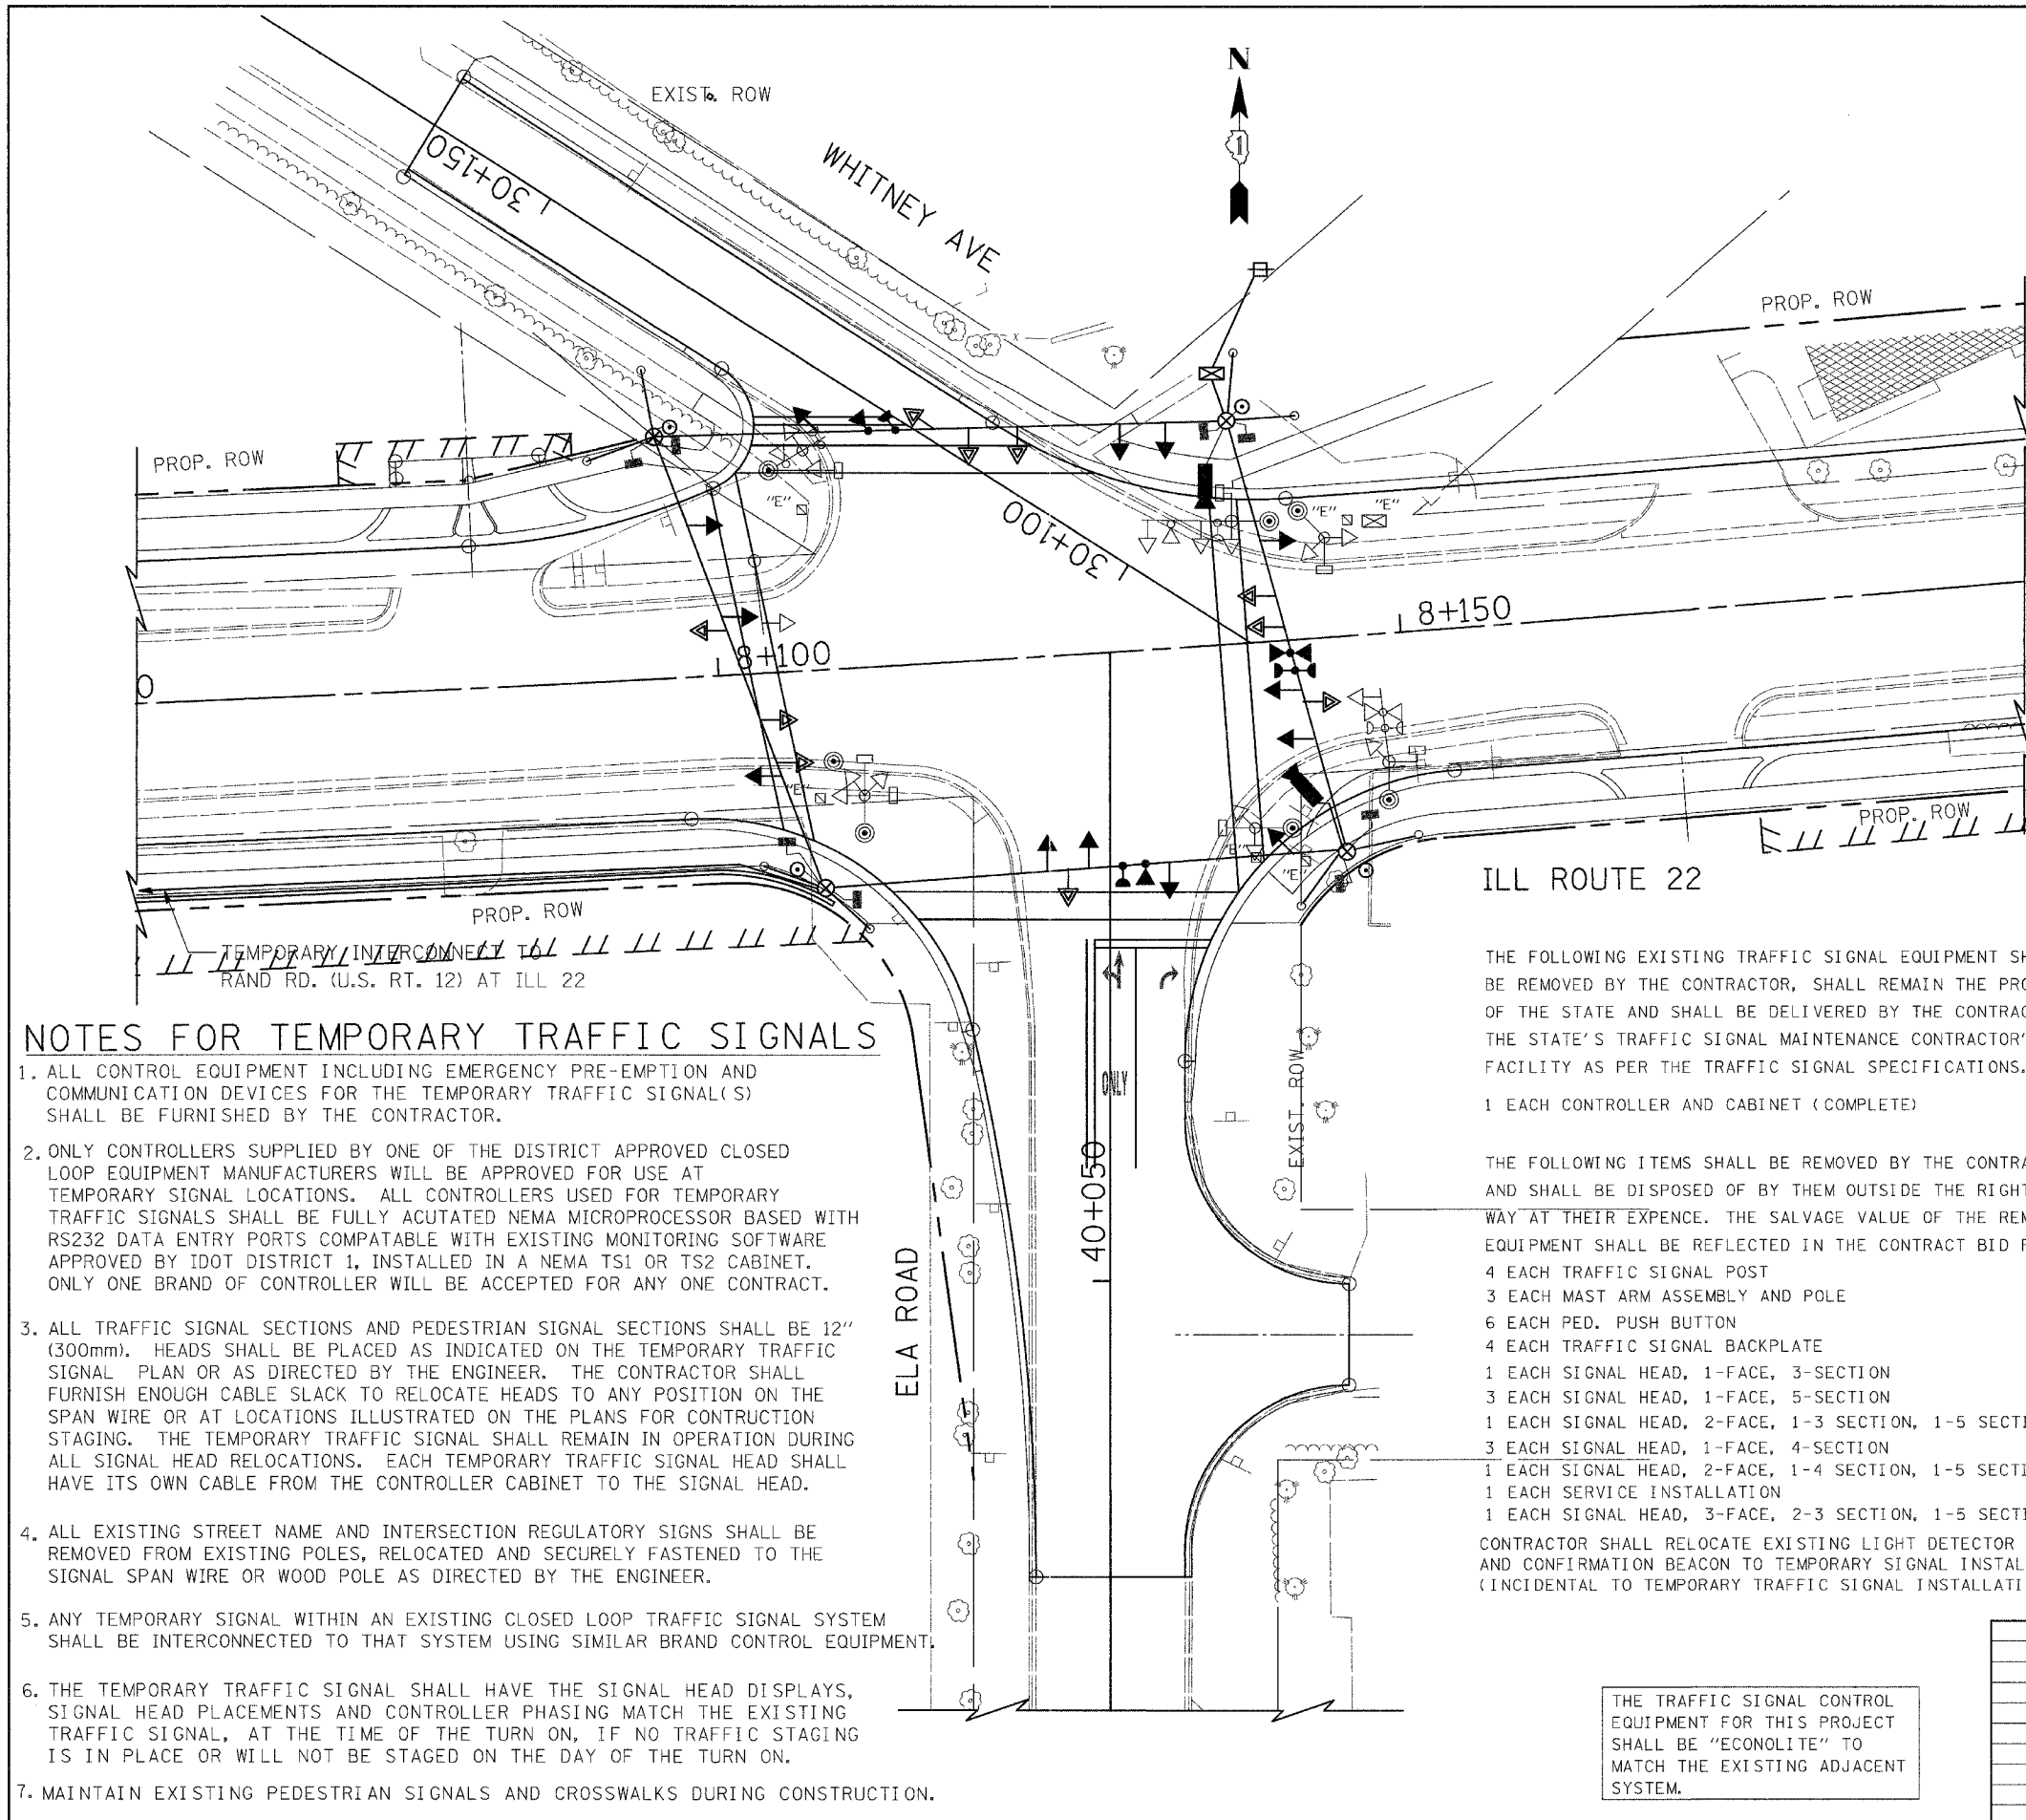 N
1
EXIST. ROW
WHITNEY AVE
30+150
PROP. ROW
PROP. ROW
"E"
"E"
"E"
30+100
8+150
8+100
0
"E"
"E"
"E"
PROP. ROW
PROP. ROW
ILL ROUTE 22
TEMPORARY INTERCONNECT TO
RAND RD. (U.S. RT. 12) AT ILL 22
ONLY
EXIST. ROW
40+050
ELA ROAD
NOTES FOR TEMPORARY TRAFFIC SIGNALS
1. ALL CONTROL EQUIPMENT INCLUDING EMERGENCY PRE-EMPTION AND
COMMUNICATION DEVICES FOR THE TEMPORARY TRAFFIC SIGNAL(S)
SHALL BE FURNISHED BY THE CONTRACTOR.
2. ONLY CONTROLLERS SUPPLIED BY ONE OF THE DISTRICT APPROVED CLOSED
LOOP EQUIPMENT MANUFACTURERS WILL BE APPROVED FOR USE AT
TEMPORARY SIGNAL LOCATIONS. ALL CONTROLLERS USED FOR TEMPORARY
TRAFFIC SIGNALS SHALL BE FULLY ACUTATED NEMA MICROPROCESSOR BASED WITH
RS232 DATA ENTRY PORTS COMPATABLE WITH EXISTING MONITORING SOFTWARE
APPROVED BY IDOT DISTRICT 1, INSTALLED IN A NEMA TS1 OR TS2 CABINET.
ONLY ONE BRAND OF CONTROLLER WILL BE ACCEPTED FOR ANY ONE CONTRACT.
3. ALL TRAFFIC SIGNAL SECTIONS AND PEDESTRIAN SIGNAL SECTIONS SHALL BE 12"
(300mm). HEADS SHALL BE PLACED AS INDICATED ON THE TEMPORARY TRAFFIC
SIGNAL PLAN OR AS DIRECTED BY THE ENGINEER. THE CONTRACTOR SHALL
FURNISH ENOUGH CABLE SLACK TO RELOCATE HEADS TO ANY POSITION ON THE
SPAN WIRE OR AT LOCATIONS ILLUSTRATED ON THE PLANS FOR CONTRUCTION
STAGING. THE TEMPORARY TRAFFIC SIGNAL SHALL REMAIN IN OPERATION DURING
ALL SIGNAL HEAD RELOCATIONS. EACH TEMPORARY TRAFFIC SIGNAL HEAD SHALL
HAVE ITS OWN CABLE FROM THE CONTROLLER CABINET TO THE SIGNAL HEAD.
4. ALL EXISTING STREET NAME AND INTERSECTION REGULATORY SIGNS SHALL BE
REMOVED FROM EXISTING POLES, RELOCATED AND SECURELY FASTENED TO THE
SIGNAL SPAN WIRE OR WOOD POLE AS DIRECTED BY THE ENGINEER.
5. ANY TEMPORARY SIGNAL WITHIN AN EXISTING CLOSED LOOP TRAFFIC SIGNAL SYSTEM
SHALL BE INTERCONNECTED TO THAT SYSTEM USING SIMILAR BRAND CONTROL EQUIPMENT.
6. THE TEMPORARY TRAFFIC SIGNAL SHALL HAVE THE SIGNAL HEAD DISPLAYS,
SIGNAL HEAD PLACEMENTS AND CONTROLLER PHASING MATCH THE EXISTING
TRAFFIC SIGNAL, AT THE TIME OF THE TURN ON, IF NO TRAFFIC STAGING
IS IN PLACE OR WILL NOT BE STAGED ON THE DAY OF THE TURN ON.
7. MAINTAIN EXISTING PEDESTRIAN SIGNALS AND CROSSWALKS DURING CONSTRUCTION.
THE FOLLOWING EXISTING TRAFFIC SIGNAL EQUIPMENT SH
BE REMOVED BY THE CONTRACTOR, SHALL REMAIN THE PRO
OF THE STATE AND SHALL BE DELIVERED BY THE CONTRAC
THE STATE'S TRAFFIC SIGNAL MAINTENANCE CONTRACTOR'
FACILITY AS PER THE TRAFFIC SIGNAL SPECIFICATIONS.
1 EACH CONTROLLER AND CABINET (COMPLETE)
THE FOLLOWING ITEMS SHALL BE REMOVED BY THE CONTRA
AND SHALL BE DISPOSED OF BY THEM OUTSIDE THE RIGHT
WAY AT THEIR EXPENCE. THE SALVAGE VALUE OF THE REM
EQUIPMENT SHALL BE REFLECTED IN THE CONTRACT BID P
4 EACH TRAFFIC SIGNAL POST
3 EACH MAST ARM ASSEMBLY AND POLE
6 EACH PED. PUSH BUTTON
4 EACH TRAFFIC SIGNAL BACKPLATE
1 EACH SIGNAL HEAD, 1-FACE, 3-SECTION
3 EACH SIGNAL HEAD, 1-FACE, 5-SECTION
1 EACH SIGNAL HEAD, 2-FACE, 1-3 SECTION, 1-5 SECTI
3 EACH SIGNAL HEAD, 1-FACE, 4-SECTION
1 EACH SIGNAL HEAD, 2-FACE, 1-4 SECTION, 1-5 SECTI
1 EACH SERVICE INSTALLATION
1 EACH SIGNAL HEAD, 3-FACE, 2-3 SECTION, 1-5 SECTI
CONTRACTOR SHALL RELOCATE EXISTING LIGHT DETECTOR
AND CONFIRMATION BEACON TO TEMPORARY SIGNAL INSTAL
(INCIDENTAL TO TEMPORARY TRAFFIC SIGNAL INSTALLATI
THE TRAFFIC SIGNAL CONTROL
EQUIPMENT FOR THIS PROJECT
SHALL BE "ECONOLITE" TO
MATCH THE EXISTING ADJACENT
SYSTEM.